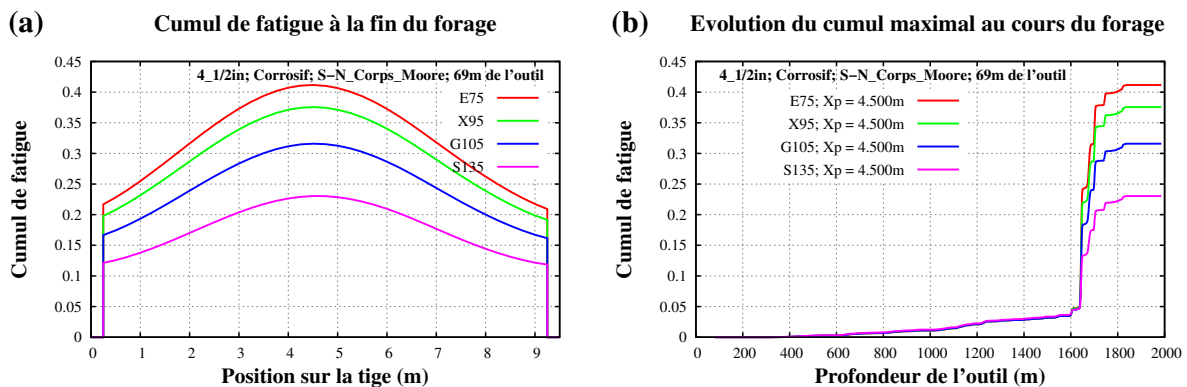 (a)
Cumul de fatigue à la fin du forage
4_1/2in; Corrosif; S−N_Corps_Moore; 69m de l'outil
E75
X95
G105
S135
Cumul de fatigue
0.45
0.4
0.35
0.3
0.25
0.2
0.15
0.1
0.05
0
0 1 2 3 4 5 6 7 8 9
Position sur la tige (m)
(b)
Evolution du cumul maximal au cours du forage
4_1/2in; Corrosif; S−N_Corps_Moore; 69m de l'outil
E75; Xp = 4.500m
X95; Xp = 4.500m
G105; Xp = 4.500m
S135; Xp = 4.500m
Cumul de fatigue
0.45
0.4
0.35
0.3
0.25
0.2
0.15
0.1
0.05
0
0 200 400 600 800 1000 1200 1400 1600 1800 2000
Profondeur de l'outil (m)